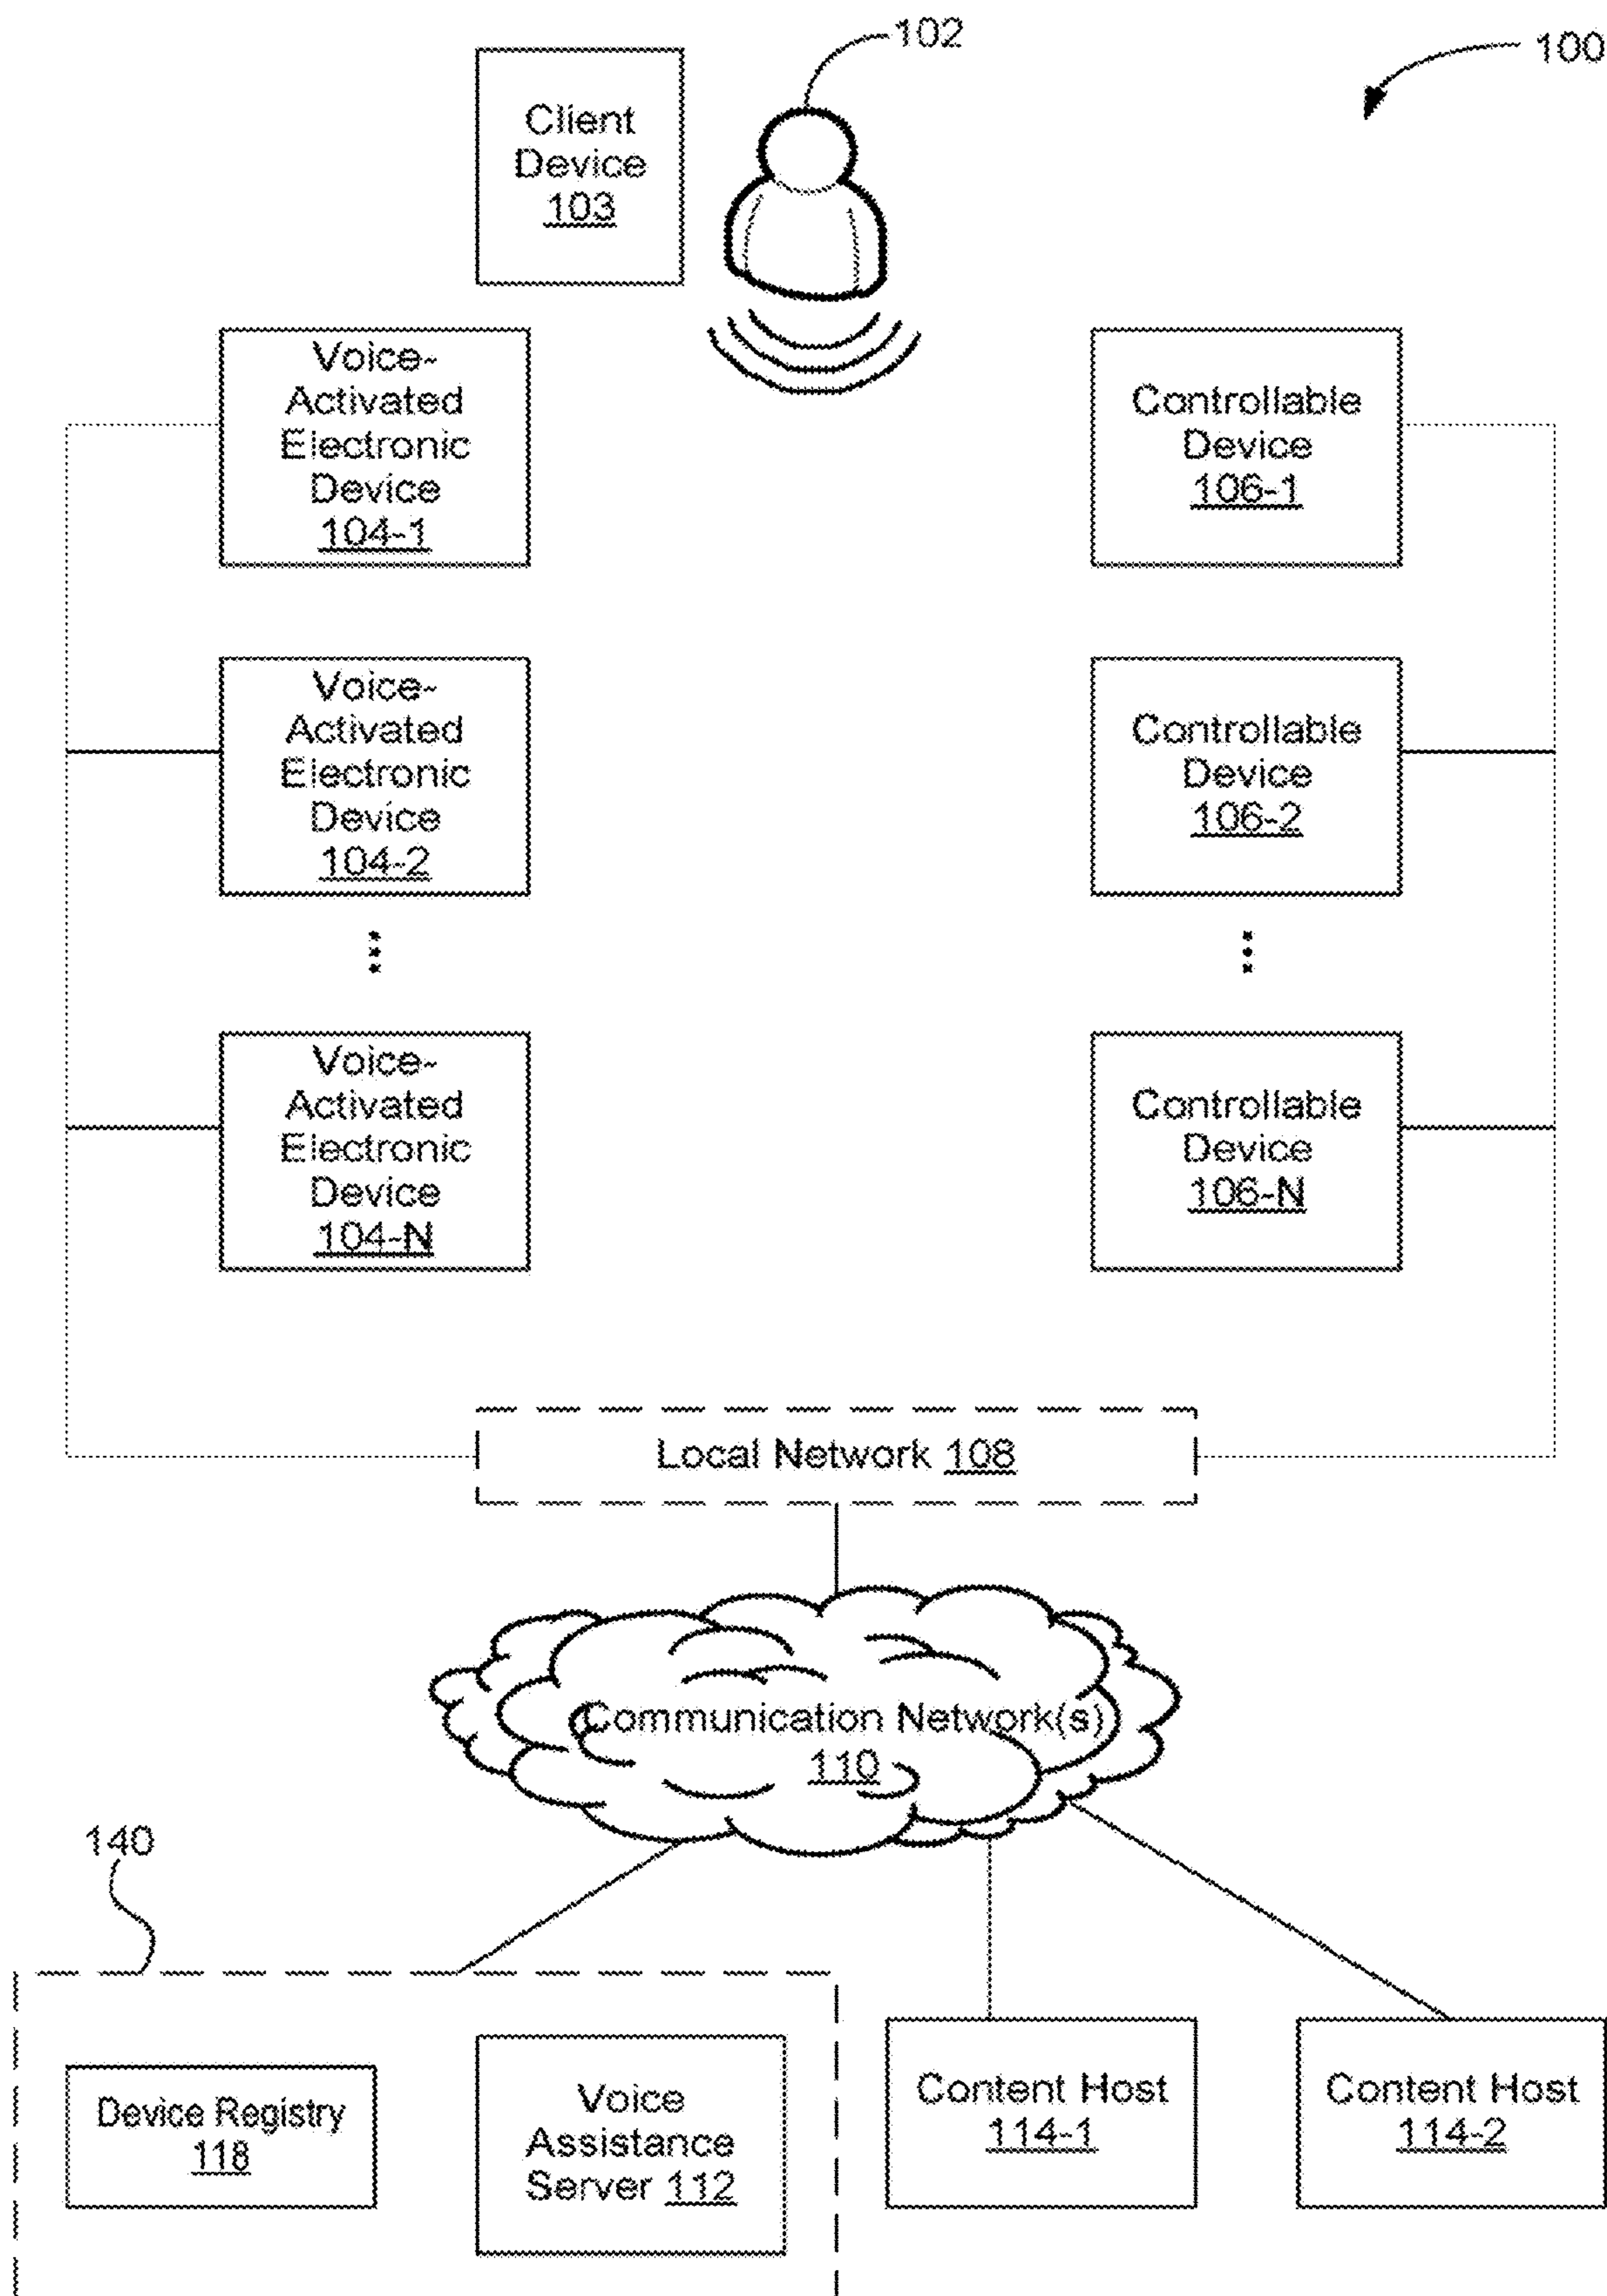 102
100
Client
Device
103
Voice-
Activated
Electronic
Device
104-1
Controllable
Device
106-1
Voice-
Activated
Electronic
Device
104-2
Controllable
Device
106-2
Voice-
Activated
Electronic
Device
104-N
Controllable
Device
106-N
Local Network 108
Communication Network(s)
110
140
Device Registry
118
Voice
Assistance
Server 112
Content Host
114-1
Content Host
114-2